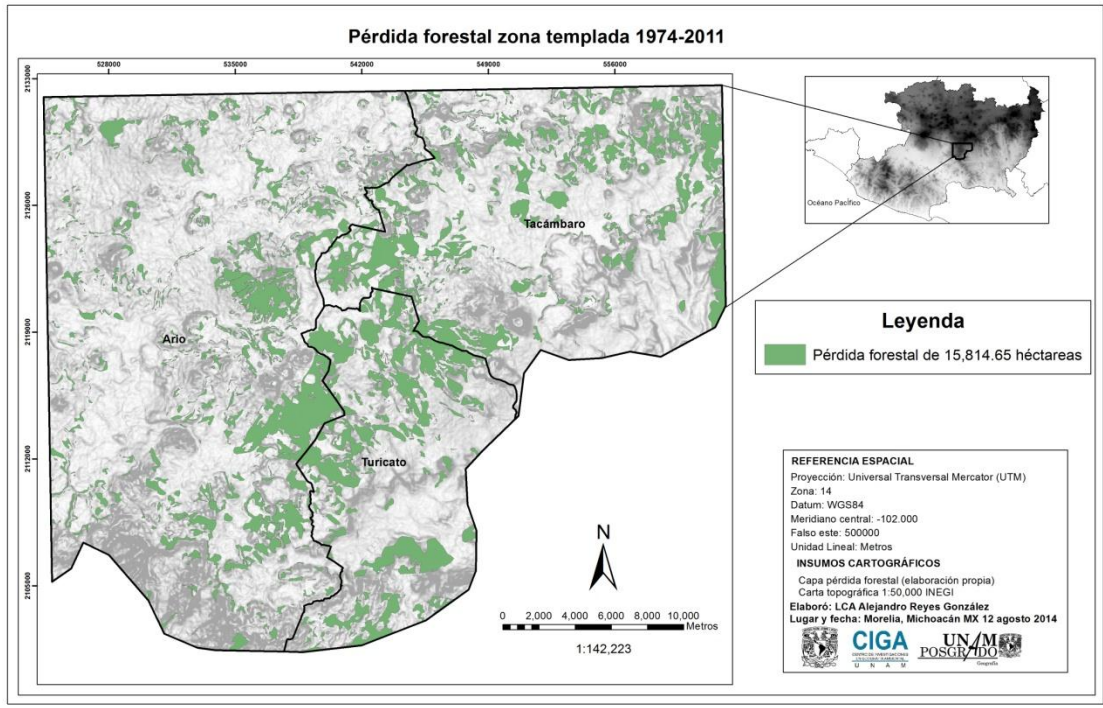 Pérdida forestal zona templada 1974-2011
528000 535000 542000 549000 556000
2133000
2126000
2119000
2112000
2105000
Tacámbaro
Ario
Turicato
Océano Pacífico
Leyenda
Pérdida forestal de 15,814.65 héctareas
REFERENCIA ESPACIAL
Proyección: Universal Transversal Mercator (UTM)
Zona: 14
Datum: WGS84
Meridiano central: -102.000
Falso este: 500000
Unidad Lineal: Metros
INSUMOS CARTOGRÁFICOS
Capa pérdida forestal (elaboración propia)
Carta topográfica 1:50,000 INEGI
Elaboró: LCA Alejandro Reyes González
Lugar y fecha: Morelia, Michoacán MX 12 agosto 2014
CIGA
UNAM
UNAM
POSGRADO
Geografía
N
0 2,000 4,000 6,000 8,000 10,000
Metros
1:142,223